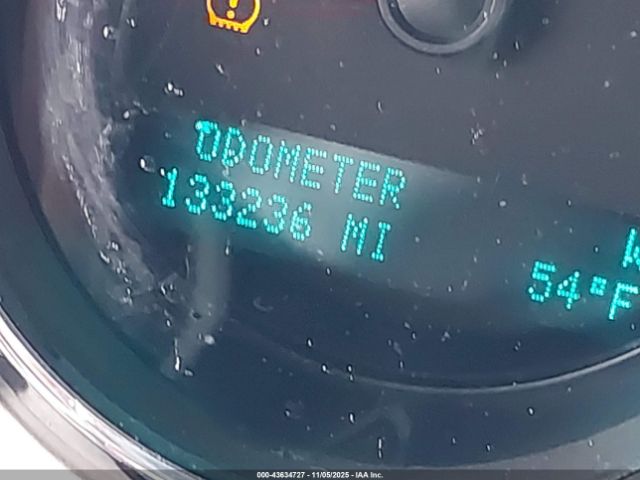 ODOMETER
133236 MI
54°F
000-43634727 - 11/05/2025 - IAA Inc.